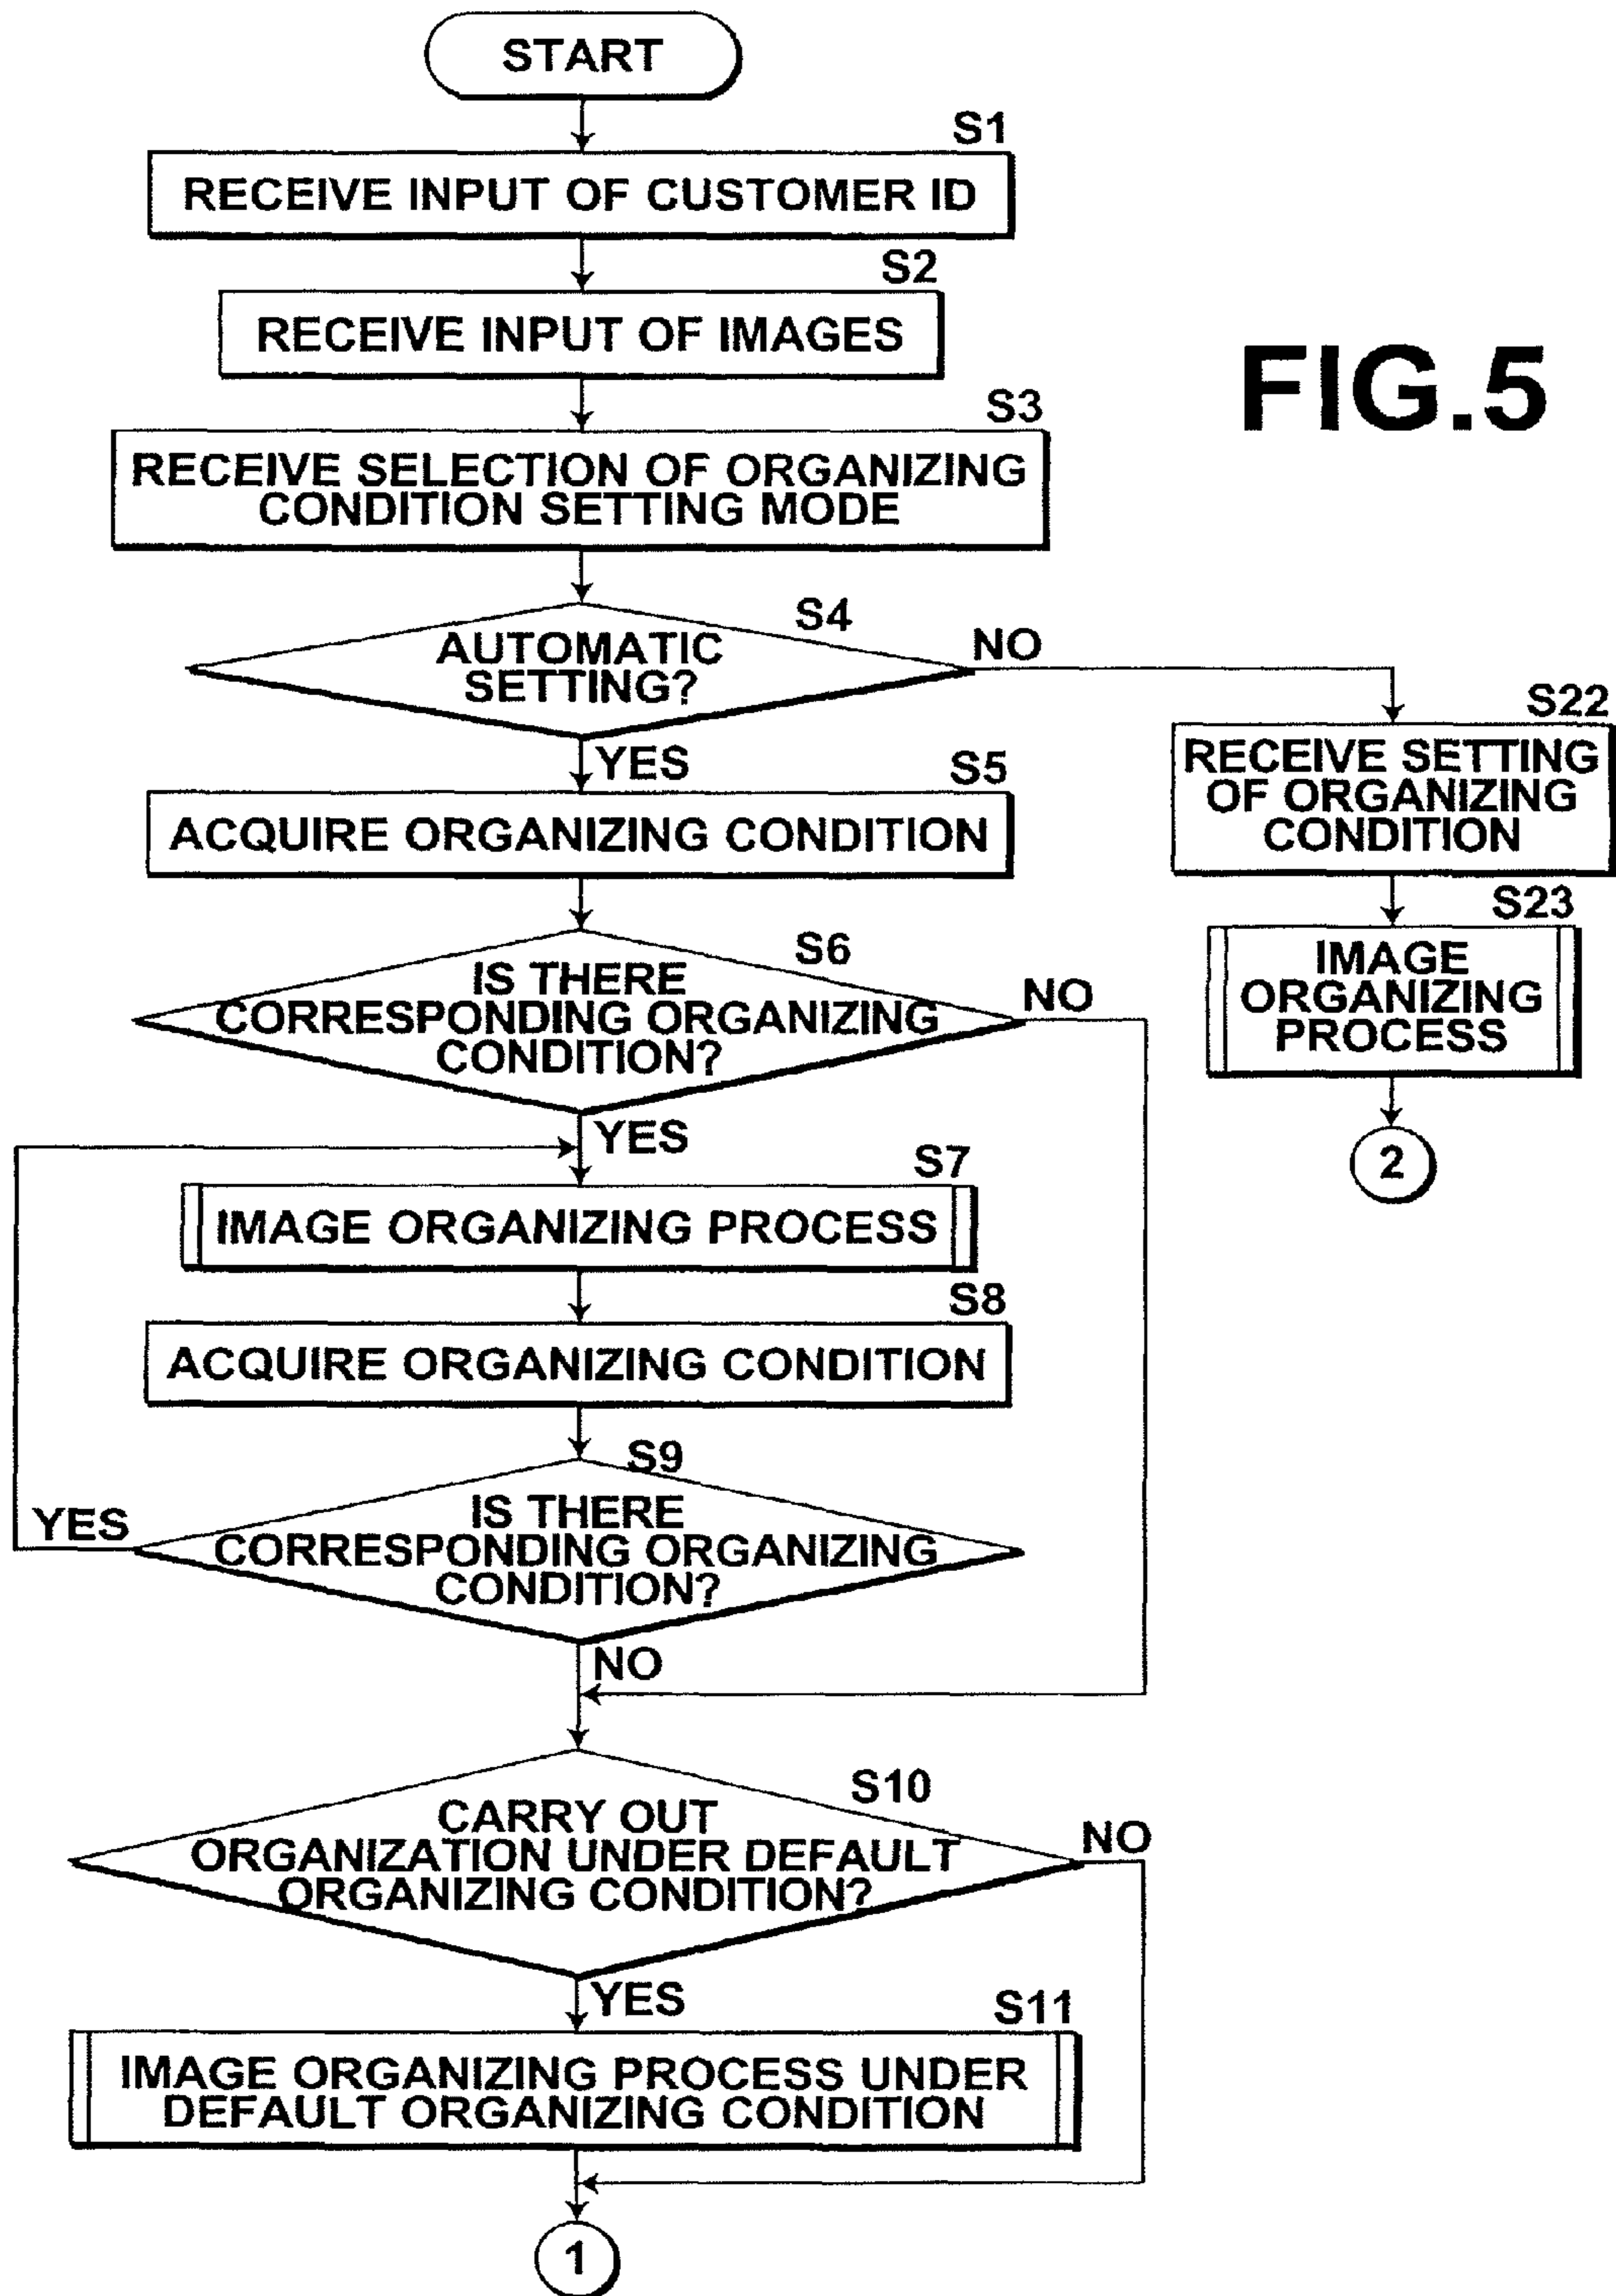 START
S1
RECEIVE INPUT OF CUSTOMER ID
S2
RECEIVE INPUT OF IMAGES
FIG.5
S3
RECEIVE SELECTION OF ORGANIZING
CONDITION SETTING MODE
S4
AUTOMATIC
SETTING?
NO
YES
S22
RECEIVE SETTING
OF ORGANIZING
CONDITION
S23
IMAGE
ORGANIZING
PROCESS
2
S5
ACQUIRE ORGANIZING CONDITION
S6
IS THERE
CORRESPONDING ORGANIZING
CONDITION?
NO
YES
S7
IMAGE ORGANIZING PROCESS
S8
ACQUIRE ORGANIZING CONDITION
S9
IS THERE
CORRESPONDING ORGANIZING
CONDITION?
YES
NO
S10
CARRY OUT
ORGANIZATION UNDER DEFAULT
ORGANIZING CONDITION?
NO
YES
S11
IMAGE ORGANIZING PROCESS UNDER
DEFAULT ORGANIZING CONDITION
1